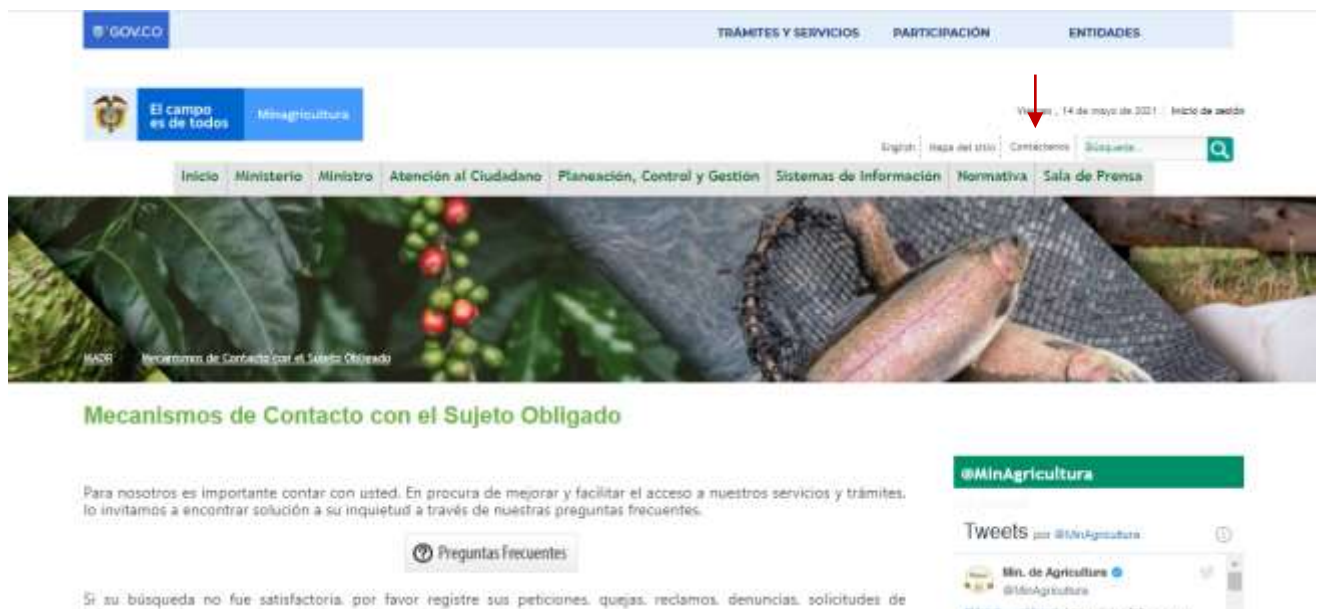 GOV.CO
TRÁMITES Y SERVICIOS PARTICIPACIÓN ENTIDADES
El campo
es de todos
Minagricultura
14 de mayo de 2021 Inicio de sesión
English Mapa del sitio Contáctenos Búsqueda...
Inicio Ministerio Ministro Atención al Ciudadano Planeación, Control y Gestión Sistemas de Información Normativa Sala de Prensa
MADR Mecanismos de Contacto con el Sujeto Obligado
Mecanismos de Contacto con el Sujeto Obligado
Para nosotros es importante contar con usted. En procura de mejorar y facilitar el acceso a nuestros servicios y trámites,
lo invitamos a encontrar solución a su inquietud a través de nuestras preguntas frecuentes.
Preguntas Frecuentes
Si su búsqueda no fue satisfactoria, por favor registre sus peticiones, quejas, reclamos, denuncias, solicitudes de
@MinAgricultura
Tweets por @MinAgricultura
Min. de Agricultura
@MinAgricultura